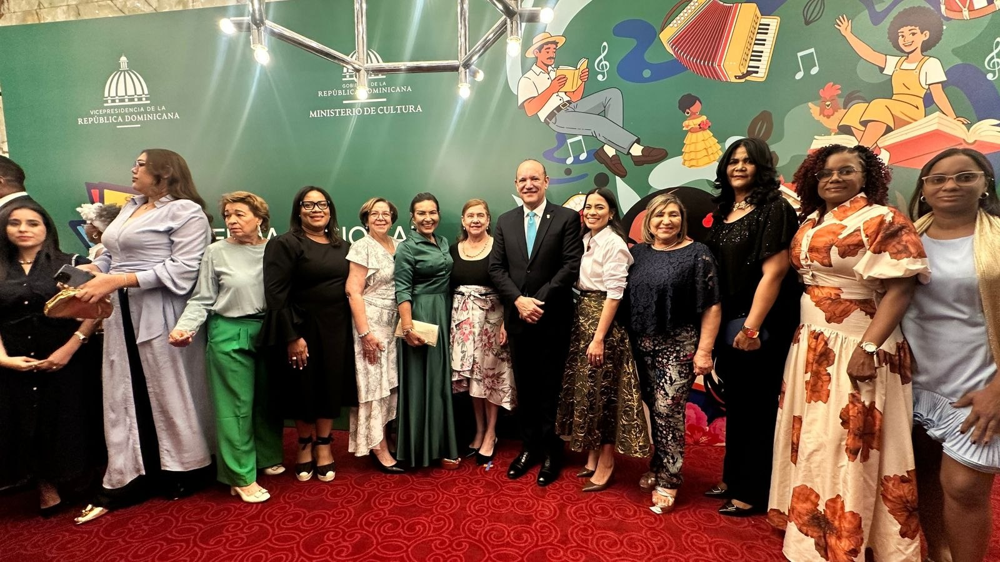 VICEPRESIDENCIA DE LA
REPÚBLICA DOMINICANA
GOBIERNO DE LA
REPÚBLICA DOMINICANA
MINISTERIO DE CULTURA